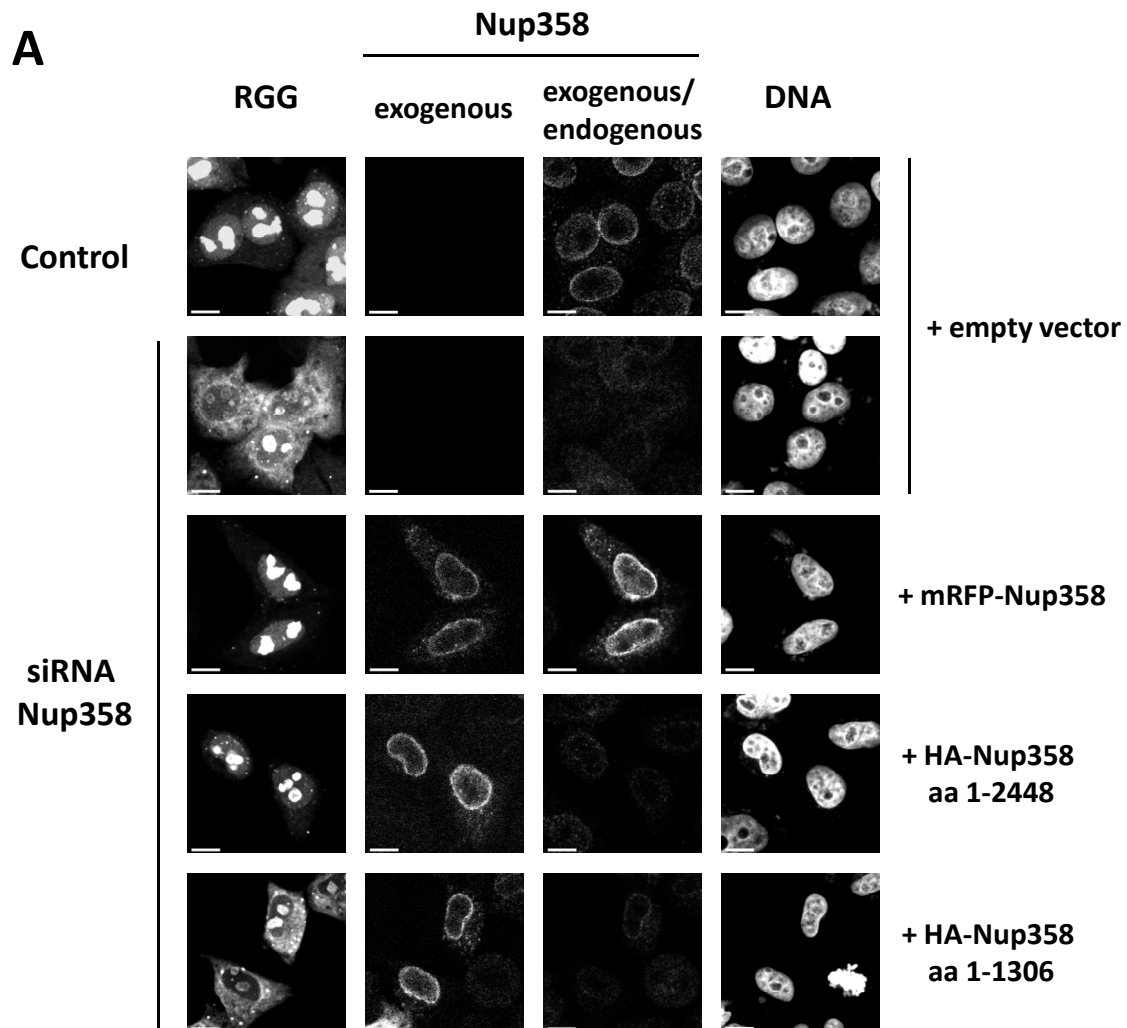 A
Nup358
RGG
exogenous
exogenous/
endogenous
DNA
Control
+ empty vector
+ mRFP-Nup358
siRNA
Nup358
+ HA-Nup358
aa 1-2448
+ HA-Nup358
aa 1-1306